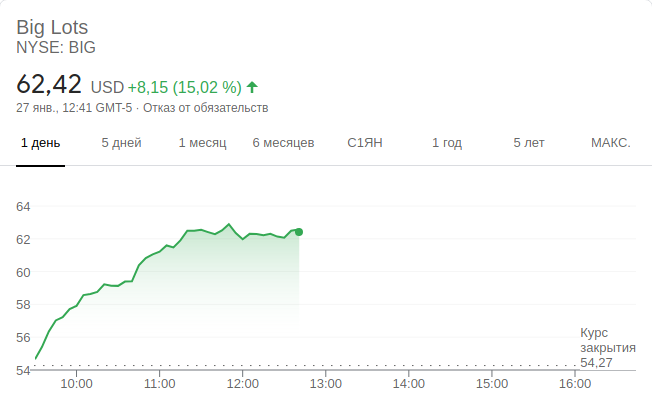 Big Lots
NYSE: BIG
62,42 USD +8,15 (15,02 %)
27 янв., 12:41 GMT-5 · Отказ от обязательств
1 день 5 дней 1 месяц 6 месяцев С1ЯН 1 год 5 лет МАКС.
64
62
60
58
56
54
Курс
закрытия
54,27
10:00 11:00 12:00 13:00 14:00 15:00 16:00